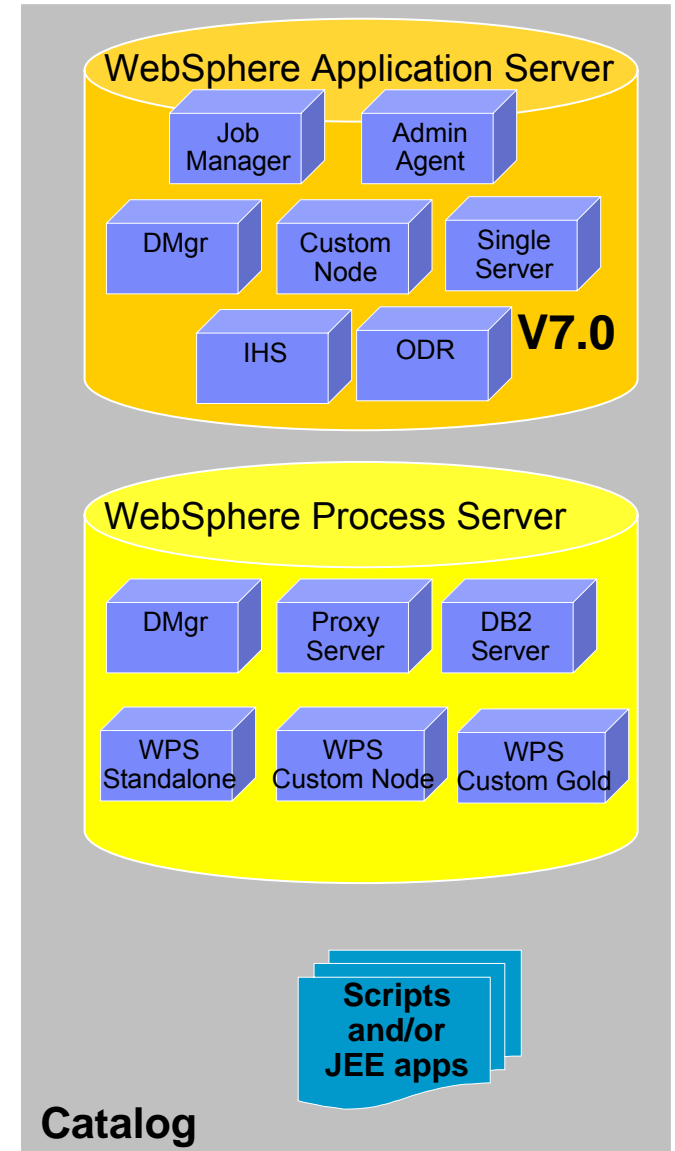 WebSphere Application Server
Job
Manager
Admin
Agent
DMgr
Custom
Node
Single
Server
IHS
ODR
V7.0
WebSphere Process Server
DMgr
Proxy
Server
DB2
Server
WPS
Standalone
WPS
Custom Node
WPS
Custom Gold
Scripts
and/or
JEE apps
Catalog